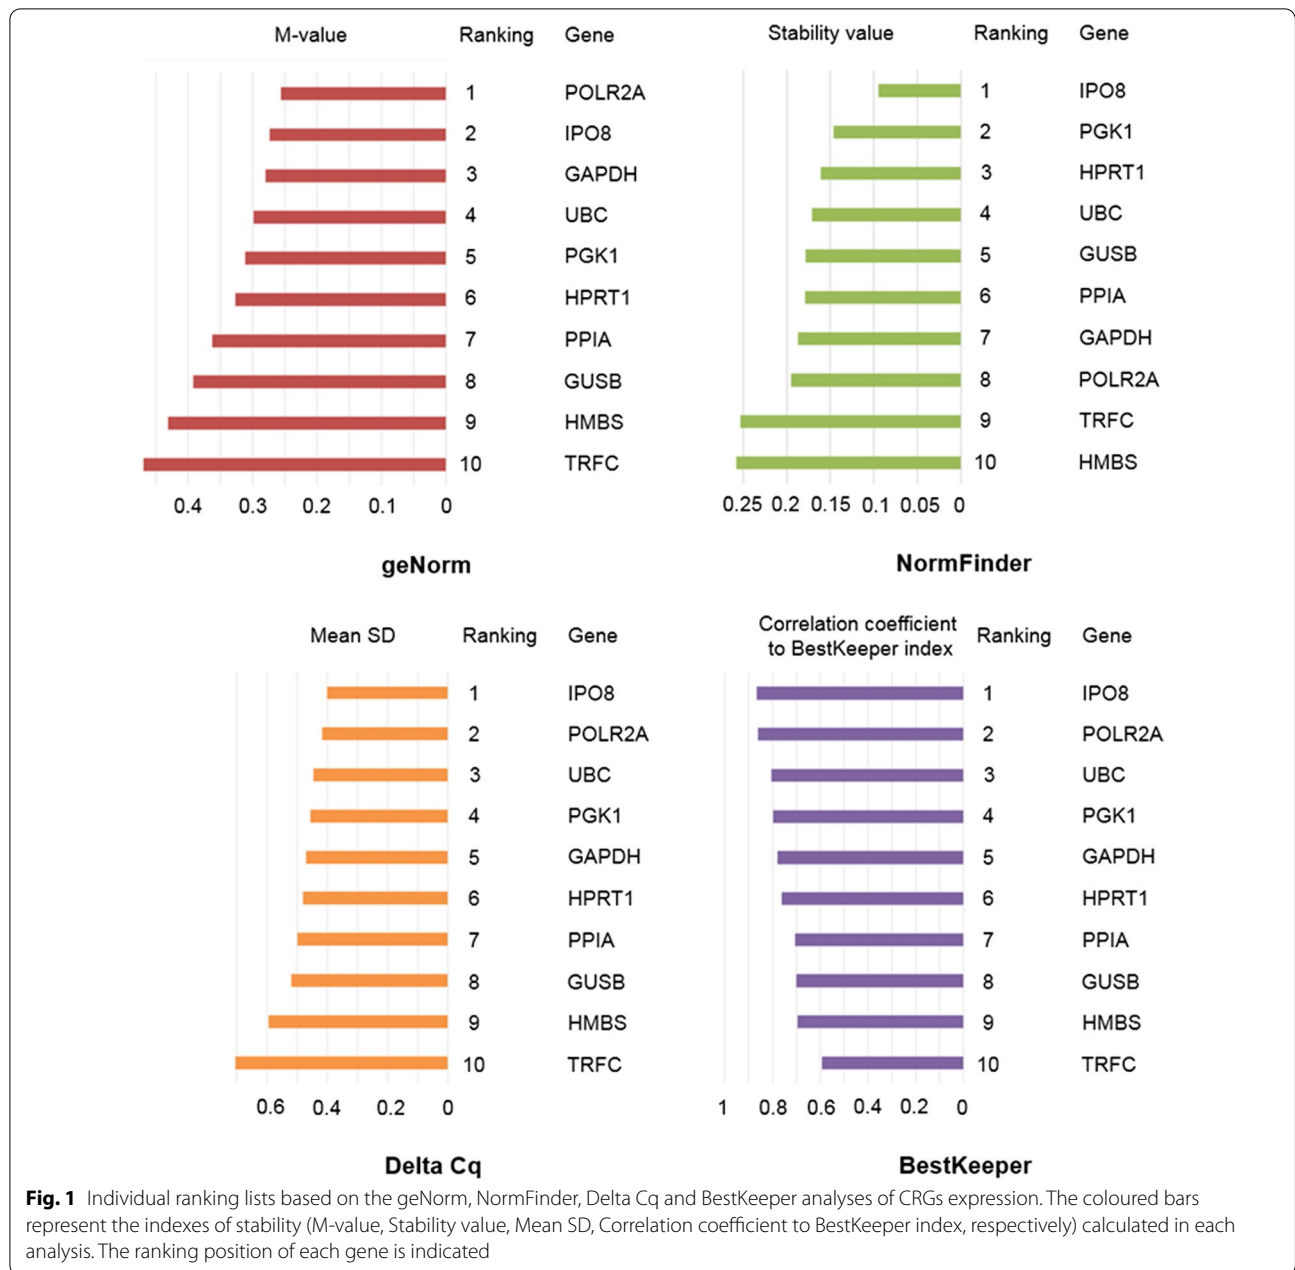 M-value Ranking Gene
1 POLR2A
2 IPO8
3 GAPDH
4 UBC
5 PGK1
6 HPRT1
7 PPIA
8 GUSB
9 HMBS
10 TRFC
0.4 0.3 0.2 0.1 0
geNorm
Stability value Ranking Gene
1 IPO8
2 PGK1
3 HPRT1
4 UBC
5 GUSB
6 PPIA
7 GAPDH
8 POLR2A
9 TRFC
10 HMBS
0.25 0.2 0.15 0.1 0.05 0
NormFinder
Mean SD Ranking Gene
1 IPO8
2 POLR2A
3 UBC
4 PGK1
5 GAPDH
6 HPRT1
7 PPIA
8 GUSB
9 HMBS
10 TRFC
0.6 0.4 0.2 0
Delta Cq
Correlation coefficient
to BestKeeper index Ranking Gene
1 IPO8
2 POLR2A
3 UBC
4 PGK1
5 GAPDH
6 HPRT1
7 PPIA
8 GUSB
9 HMBS
10 TRFC
1 0.8 0.6 0.4 0.2 0
BestKeeper
Fig. 1 Individual ranking lists based on the geNorm, NormFinder, Delta Cq and BestKeeper analyses of CRGs expression. The coloured bars
represent the indexes of stability (M-value, Stability value, Mean SD, Correlation coefficient to BestKeeper index, respectively) calculated in each
analysis. The ranking position of each gene is indicated